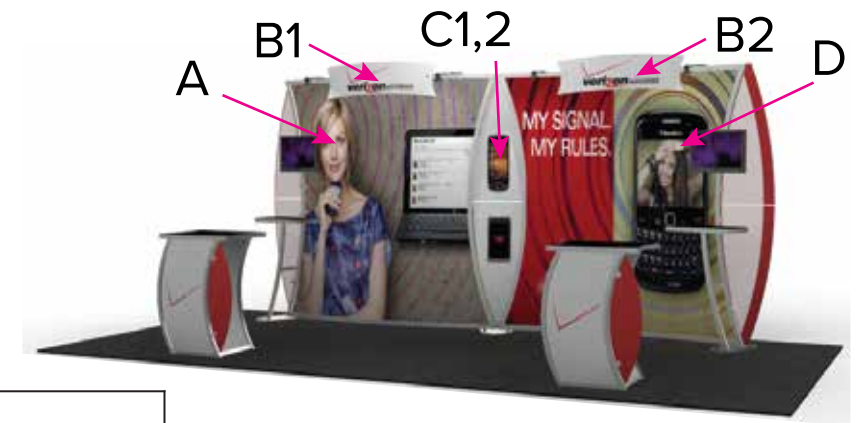 A
B1
C1,2
B2
D
verizon
verizon
MY SIGNAL.
MY RULES.